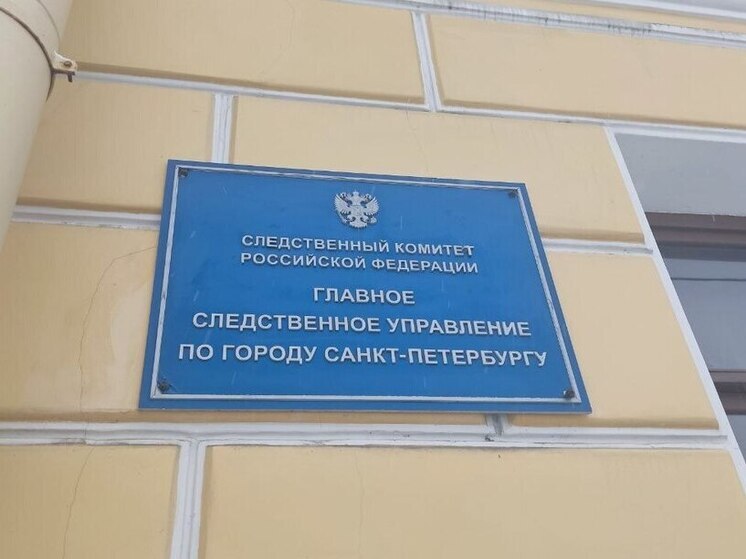 СЛЕДСТВЕННЫЙ КОМИТЕТ
РОССИЙСКОЙ ФЕДЕРАЦИИ
ГЛАВНОЕ
СЛЕДСТВЕННОЕ УПРАВЛЕНИЕ
ПО ГОРОДУ САНКТ-ПЕТЕРБУРГУ